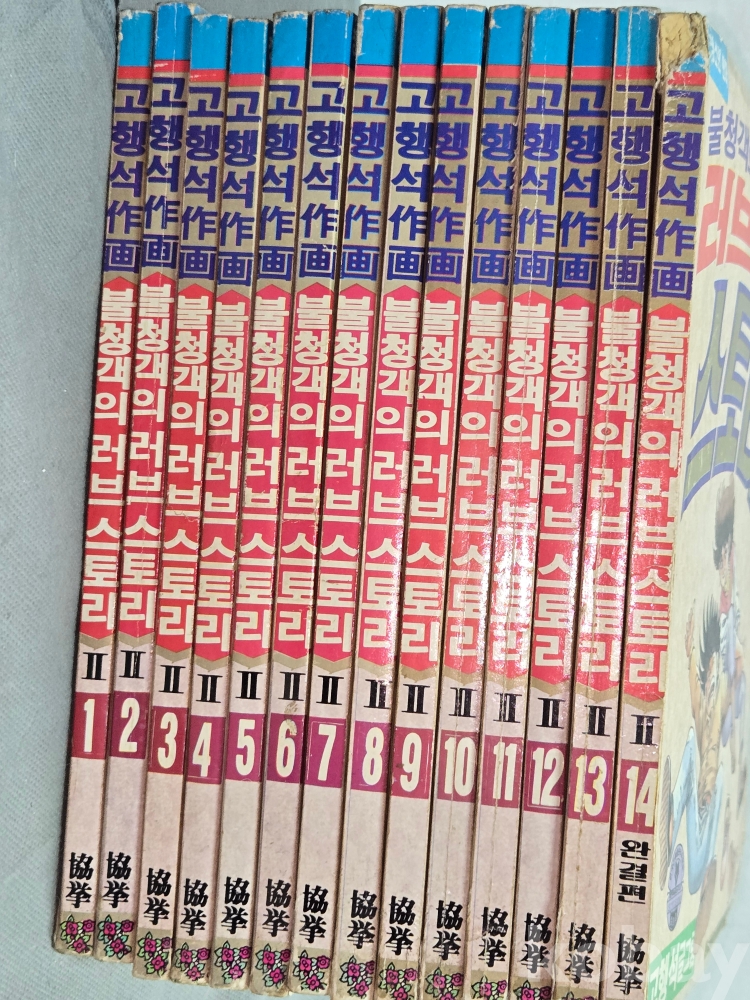 고행석作画 불청객의 러브 스토리 II 1 協挙
고행석作画 불청객의 러브 스토리 II 2 協挙
고행석作画 불청객의 러브 스토리 II 3 協挙
고행석作画 불청객의 러브 스토리 II 4 協挙
고행석作画 불청객의 러브 스토리 II 5 協挙
고행석作画 불청객의 러브 스토리 II 6 協挙
고행석作画 불청객의 러브 스토리 II 7 協挙
고행석作画 불청객의 러브 스토리 II 8 協挙
고행석作画 불청객의 러브 스토리 II 9 協挙
고행석作画 불청객의 러브 스토리 II 10 協挙
고행석作画 불청객의 러브 스토리 II 11 協挙
고행석作画 불청객의 러브 스토리 II 12 協挙
고행석作画 불청객의 러브 스토리 II 13 協挙
고행석作画 불청객의 러브 스토리 II 14 완결편 協挙
불청객
러브
스토